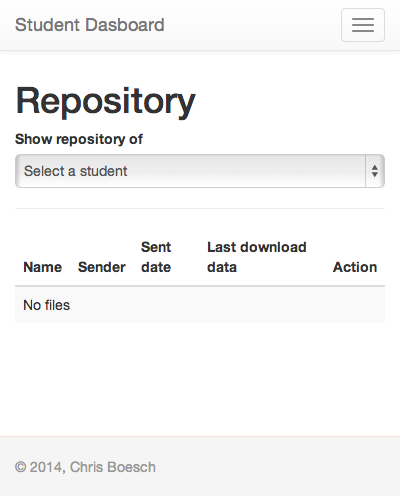 Student Dasboard
Repository
Show repository of
Select a student
Name Sender Sent date Last download data Action
No files
© 2014, Chris Boesch